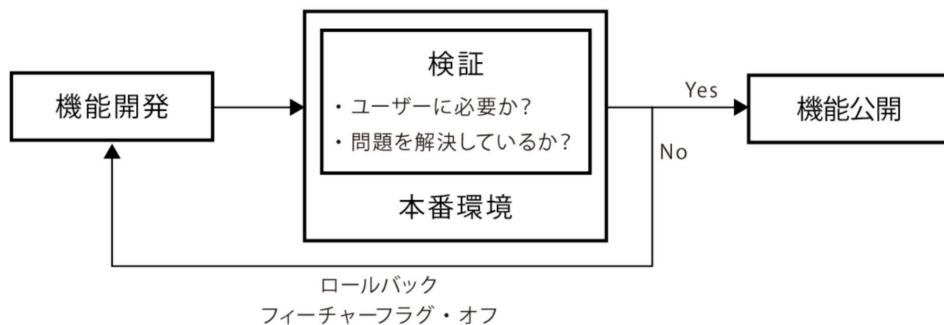 機能開発
検証
・ユーザーに必要か？
・問題を解決しているか？
本番環境
Yes
No
機能公開
ロールバック
フィーチャーフラグ・オフ